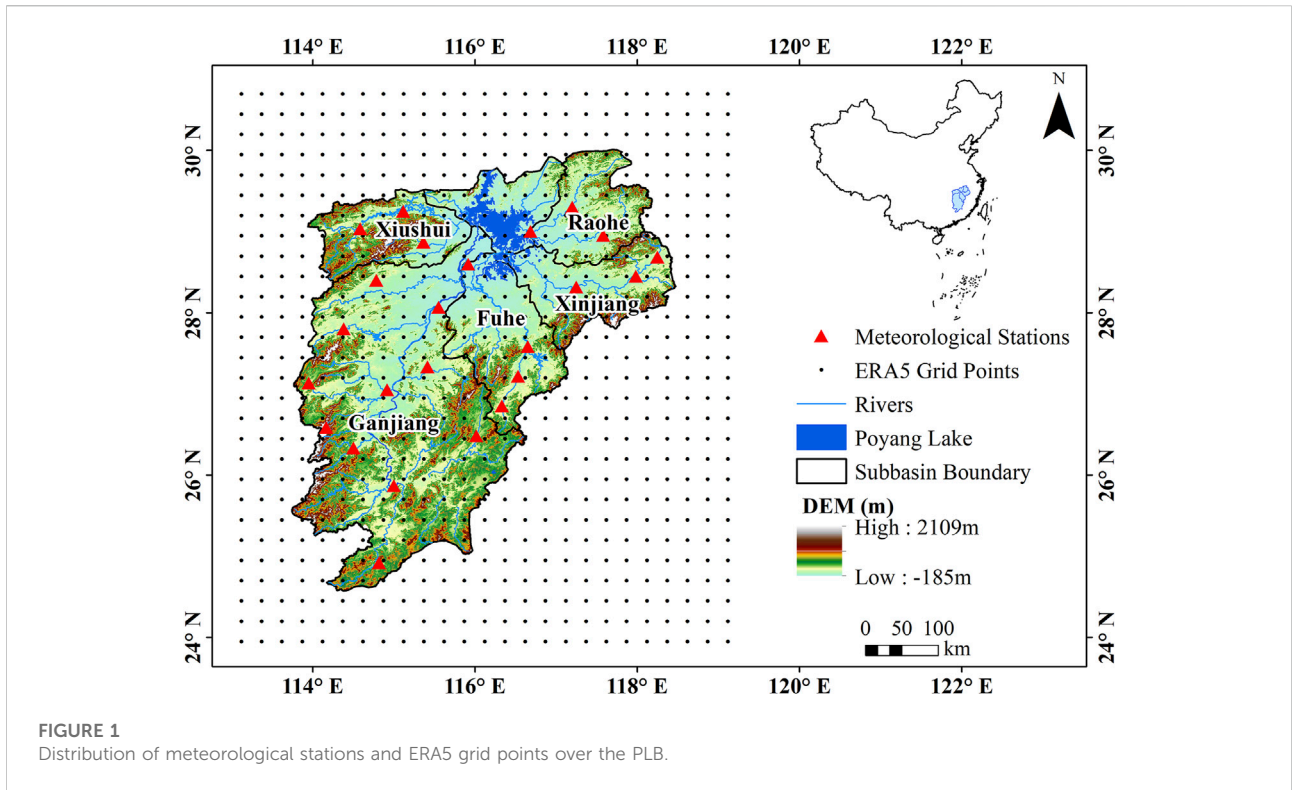 114° E 116° E 118° E 120° E 122° E
N
30° N 30° N
Xiushui
Raohe
Xinjiang
28° N 28° N
Fuhe
Meteorological Stations
ERA5 Grid Points
Rivers
Ganjiang
Poyang Lake
Subbasin Boundary
26° N 26° N
DEM (m)
High : 2109m
Low : -185m
0 50 100
km
24° N 24° N
114° E 116° E 118° E 120° E 122° E
FIGURE 1
Distribution of meteorological stations and ERA5 grid points over the PLB.